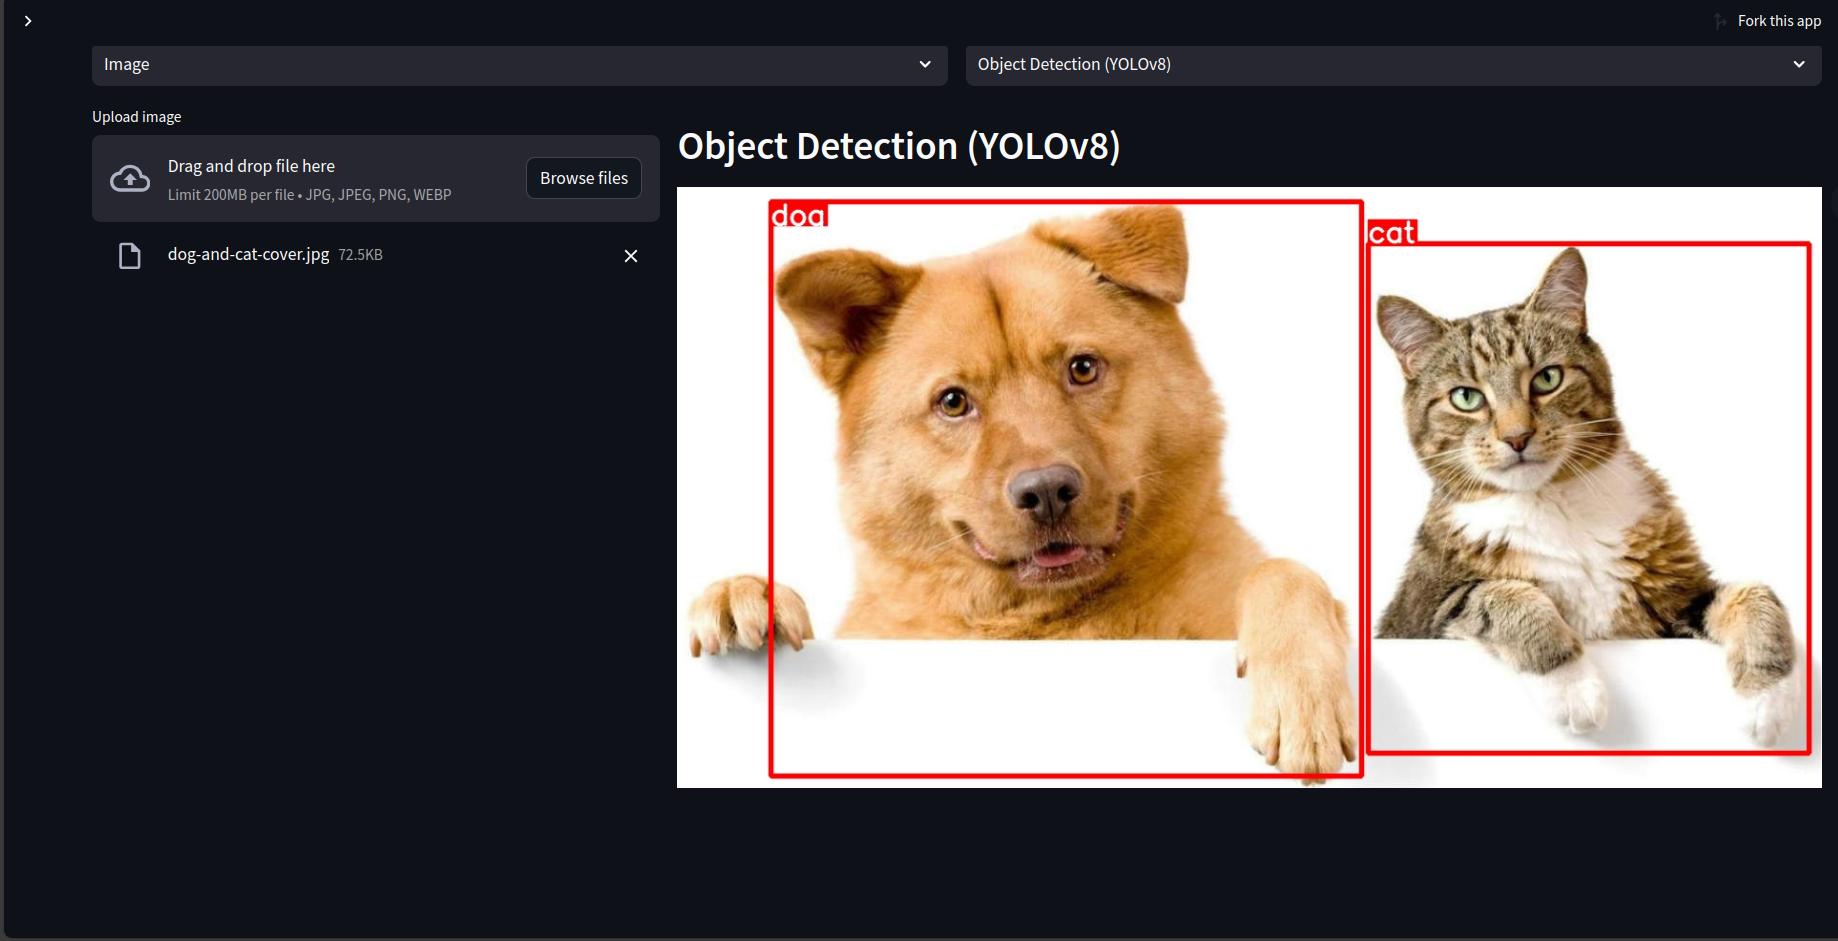 Fork this app
Image
Object Detection (YOLOv8)
Upload image
Drag and drop file here
Limit 200MB per file • JPG, JPEG, PNG, WEBP
Browse files
dog-and-cat-cover.jpg 72.5KB
Object Detection (YOLOv8)
dog
cat